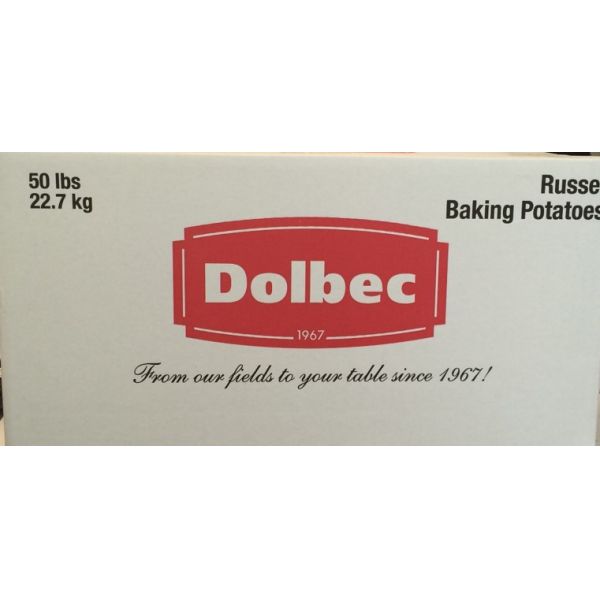 50 lbs
22.7 kg
Russe
Baking Potatoes
Dolbec
1967
From our fields to your table since 1967!